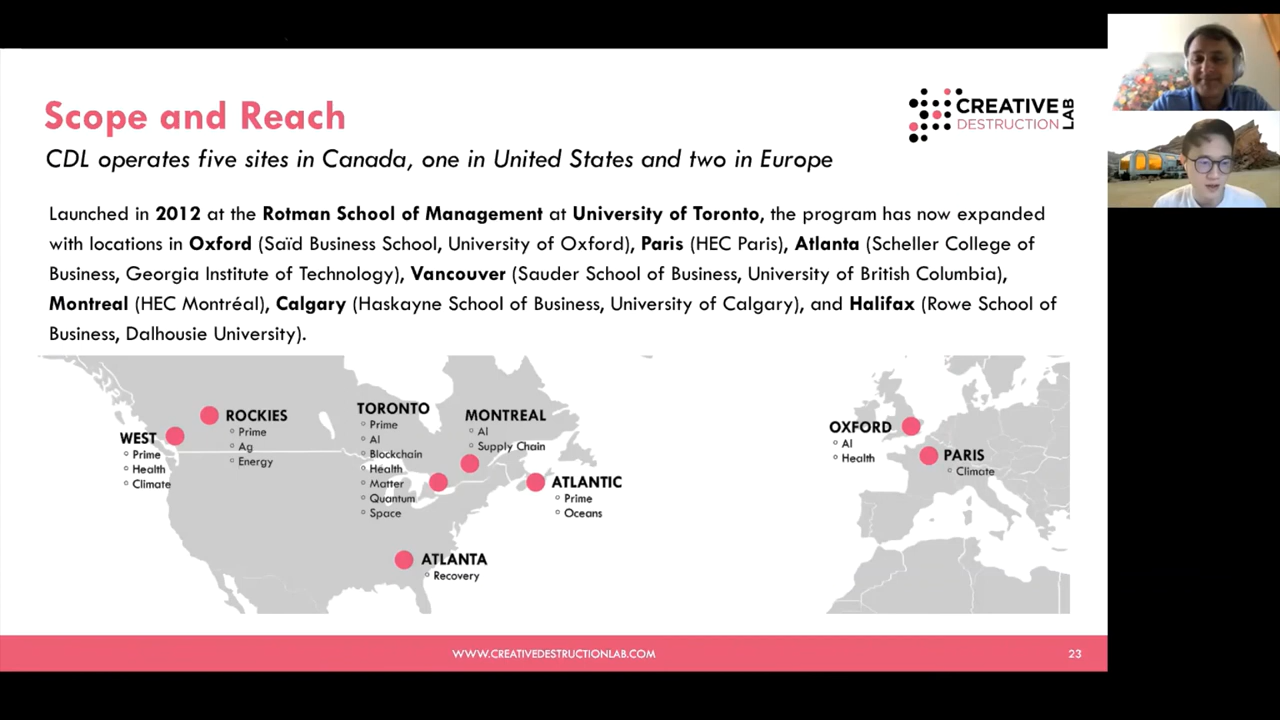 Scope and Reach
CREATIVE
DESTRUCTION
LAB
CDL operates five sites in Canada, one in United States and two in Europe
Launched in 2012 at the Rotman School of Management at University of Toronto, the program has now expanded
with locations in Oxford (Saïd Business School, University of Oxford), Paris (HEC Paris), Atlanta (Scheller College of
Business, Georgia Institute of Technology), Vancouver (Sauder School of Business, University of British Columbia),
Montreal (HEC Montréal), Calgary (Haskayne School of Business, University of Calgary), and Halifax (Rowe School of
Business, Dalhousie University).
WEST
Prime
Health
Climate
ROCKIES
Prime
Ag
Energy
TORONTO
Prime
AI
Blockchain
Health
Matter
Quantum
Space
MONTREAL
AI
Supply Chain
ATLANTIC
Prime
Oceans
ATLANTA
Recovery
OXFORD
AI
Health
PARIS
Climate
WWW.CREATIVEDESTRUCTIONLAB.COM
23